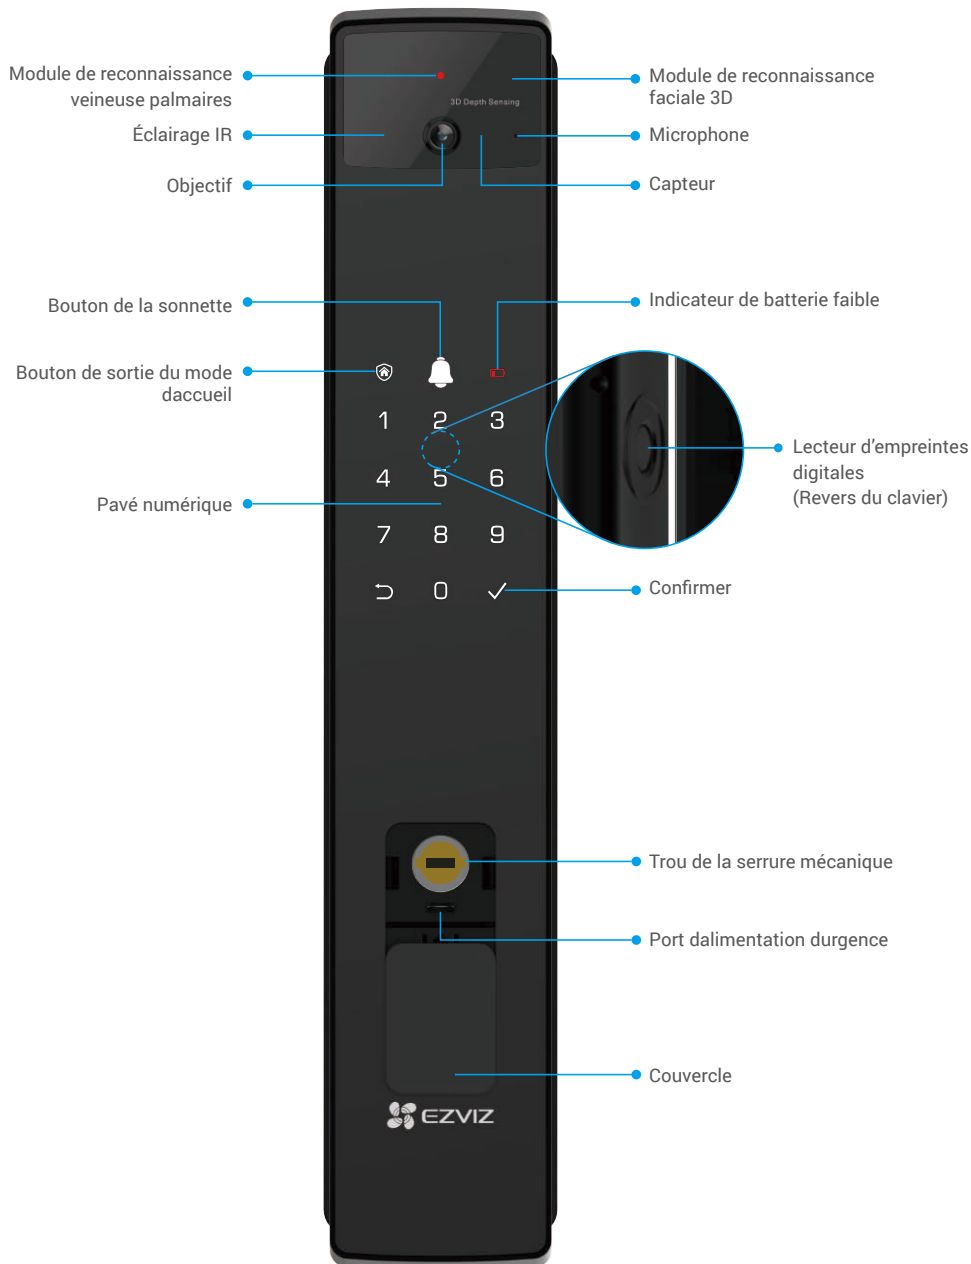 Module de reconnaissance
veineuse palmaires
Module de reconnaissance
faciale 3D
3D Depth Sensing
Éclairage IR
Microphone
Objectif
Capteur
Bouton de la sonnette
Indicateur de batterie faible
Bouton de sortie du mode
daccueil
1 2 3
Lecteur d’empreintes
digitales
(Revers du clavier)
4 5 6
Pavé numérique
7 8 9
0
Confirmer
Trou de la serrure mécanique
Port dalimentation durgence
Couvercle
EZVIZ